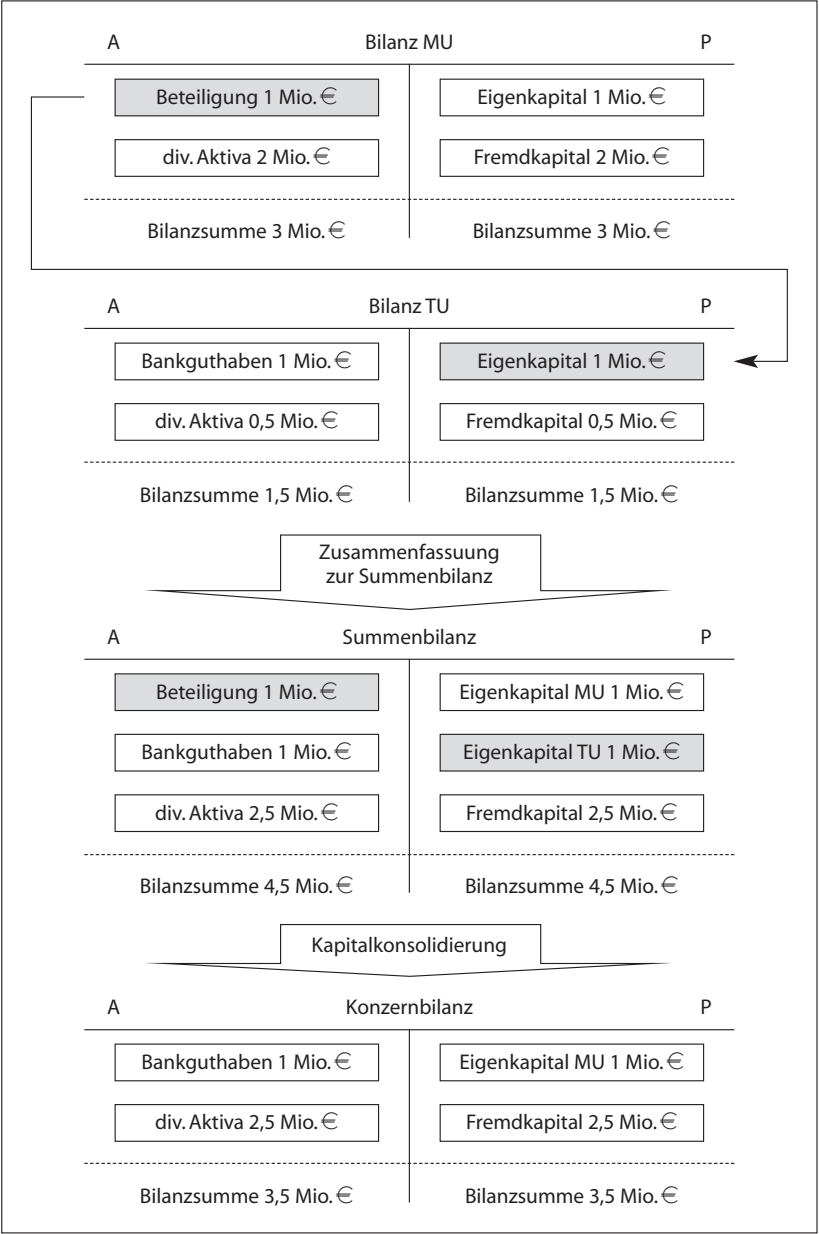 A Bilanz MU P
Beteiligung 1 Mio. € Eigenkapital 1 Mio. €
div. Aktiva 2 Mio. € Fremdkapital 2 Mio. €
Bilanzsumme 3 Mio. € Bilanzsumme 3 Mio. €
A Bilanz TU P
Bankguthaben 1 Mio. € Eigenkapital 1 Mio. €
div. Aktiva 0,5 Mio. € Fremdkapital 0,5 Mio. €
Bilanzsumme 1,5 Mio. € Bilanzsumme 1,5 Mio. €
Zusammenfassuung
zur Summenbilanz
A Summenbilanz P
Beteiligung 1 Mio. € Eigenkapital MU 1 Mio. €
Bankguthaben 1 Mio. € Eigenkapital TU 1 Mio. €
div. Aktiva 2,5 Mio. € Fremdkapital 2,5 Mio. €
Bilanzsumme 4,5 Mio. € Bilanzsumme 4,5 Mio. €
Kapitalkonsolidierung
A Konzernbilanz P
Bankguthaben 1 Mio. € Eigenkapital MU 1 Mio. €
div. Aktiva 2,5 Mio. € Fremdkapital 2,5 Mio. €
Bilanzsumme 3,5 Mio. € Bilanzsumme 3,5 Mio. €